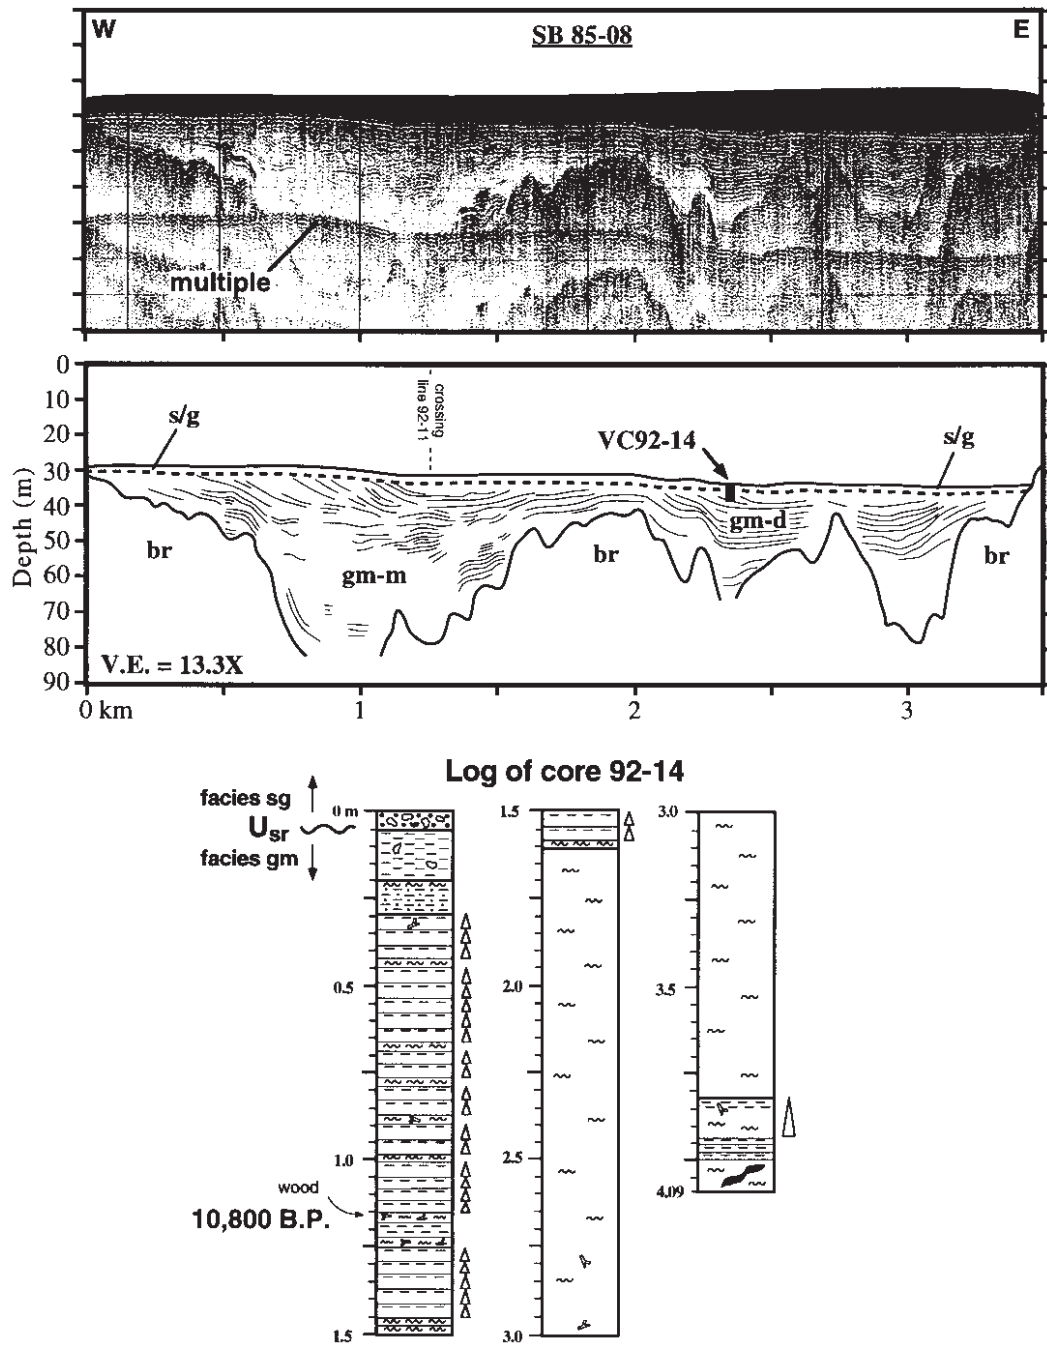 W
SB 85-08
E
multiple
0
10
20
30
40
50
60
70
80
90
Depth (m)
s/g
crossing
line 92-11
VC92-14
s/g
br
gm-m
br
gm-d
br
V.E. = 13.3X
0 km
1
2
3
Log of core 92-14
facies sg
Usr
facies gm
0 m
0.5
1.0
wood
10,800 B.P.
1.5
1.5
2.0
2.5
3.0
3.0
3.5
4.09